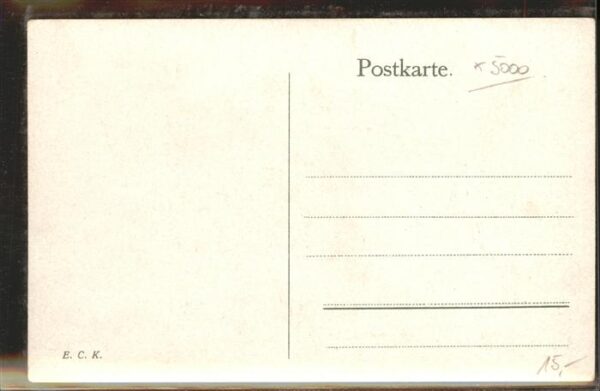 Postkarte. × 5000
E. C. K.
15,-